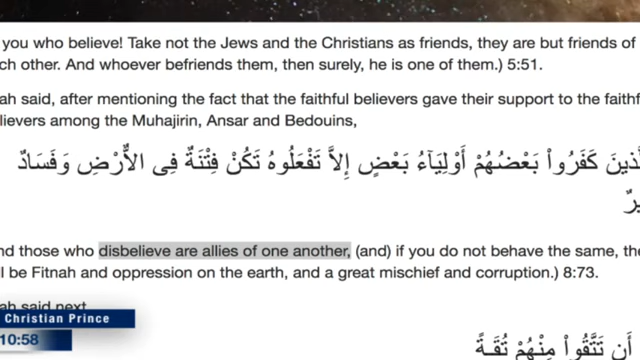 you who believe! Take not the Jews and the Christians as friends, they are but friends of
ch other. And whoever befriends them, then surely, he is one of them.) 5:51.
ah said, after mentioning the fact that the faithful believers gave their support to the faithf
lievers among the Muhajirin, Ansar and Bedouins,
ذِينَ كَفَرُواْ بَعْضُهُمْ أَوْلِيَآءُ بَعْضٍ إِلاَّ تَفْعَلُوهُ تَكُنْ فِتْنَةٌ فِى الاٌّرْضِ وَفَسَادٌ
يرٌ
nd those who disbelieve are allies of one another, (and) if you do not behave the same, the
ll be Fitnah and oppression on the earth, and a great mischief and corruption.) 8:73.
ah said next
أَن تَتَّقُواْ مِنْهُمْ تُقَـةً
Christian Prince
10:58